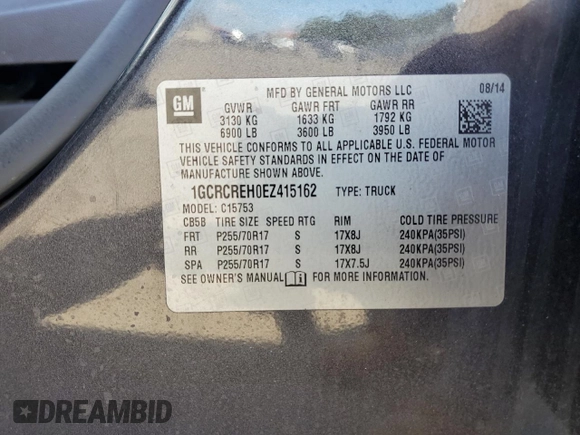 GM
MFD BY GENERAL MOTORS LLC 08/14
GVWR GAWR FRT GAWR RR
3130 KG 1633 KG 1792 KG
6900 LB 3600 LB 3950 LB
THIS VEHICLE CONFORMS TO ALL APPLICABLE U.S. FEDERAL MOTOR
VEHICLE SAFETY STANDARDS IN EFFECT ON THE DATE OF
MANUFACTURE SHOWN ABOVE.
1GCRCREH0EZ415162 TYPE: TRUCK
MODEL: C15753
CB5B TIRE SIZE SPEED RTG RIM COLD TIRE PRESSURE
FRT P255/70R17 S 17X8J 240KPA(35PSI)
RR P255/70R17 S 17X8J 240KPA(35PSI)
SPA P255/70R17 S 17X7.5J 240KPA(35PSI)
SEE OWNER'S MANUAL FOR MORE INFORMATION.
DREAMBID